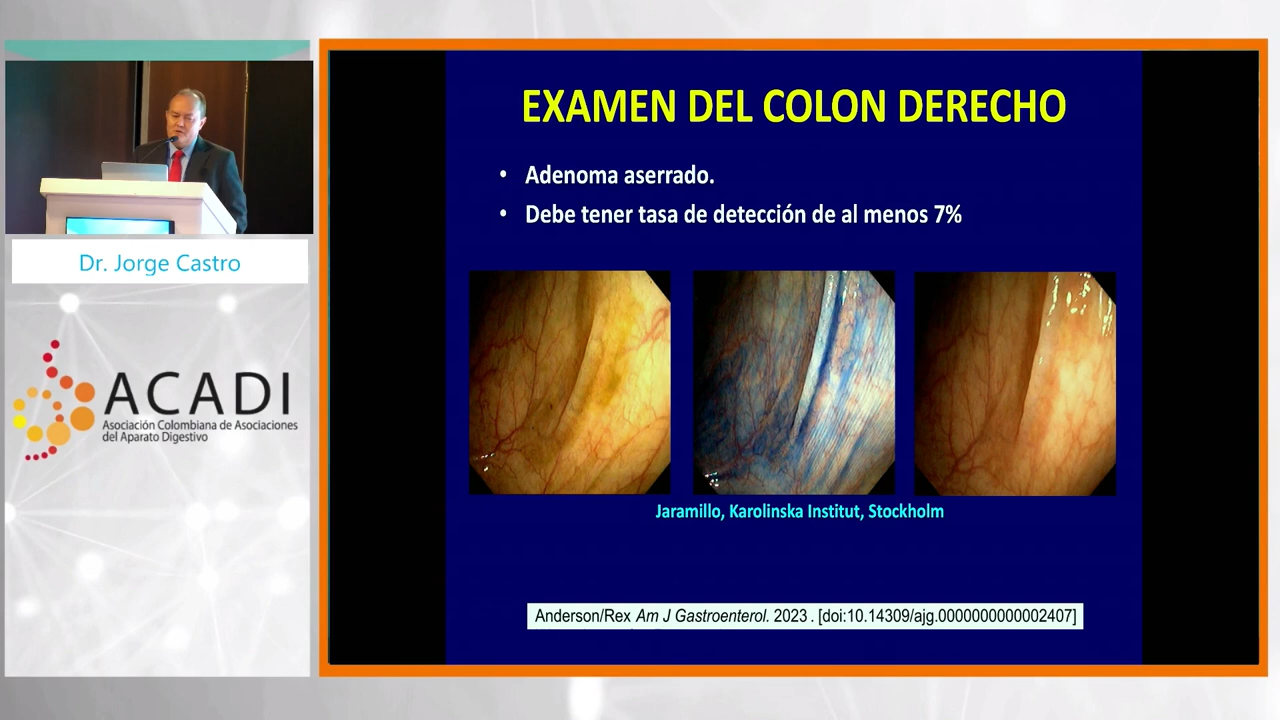 EXAMEN DEL COLON DERECHO
• Adenoma aserrado.
• Debe tener tasa de detección de al menos 7%
Jaramillo, Karolinska Institut, Stockholm
Anderson/Rex Am J Gastroenterol. 2023 . [doi:10.14309/ajg.0000000000002407]
Dr. Jorge Castro
ACADI
Asociación Colombiana de Asociaciones
del Aparato Digestivo